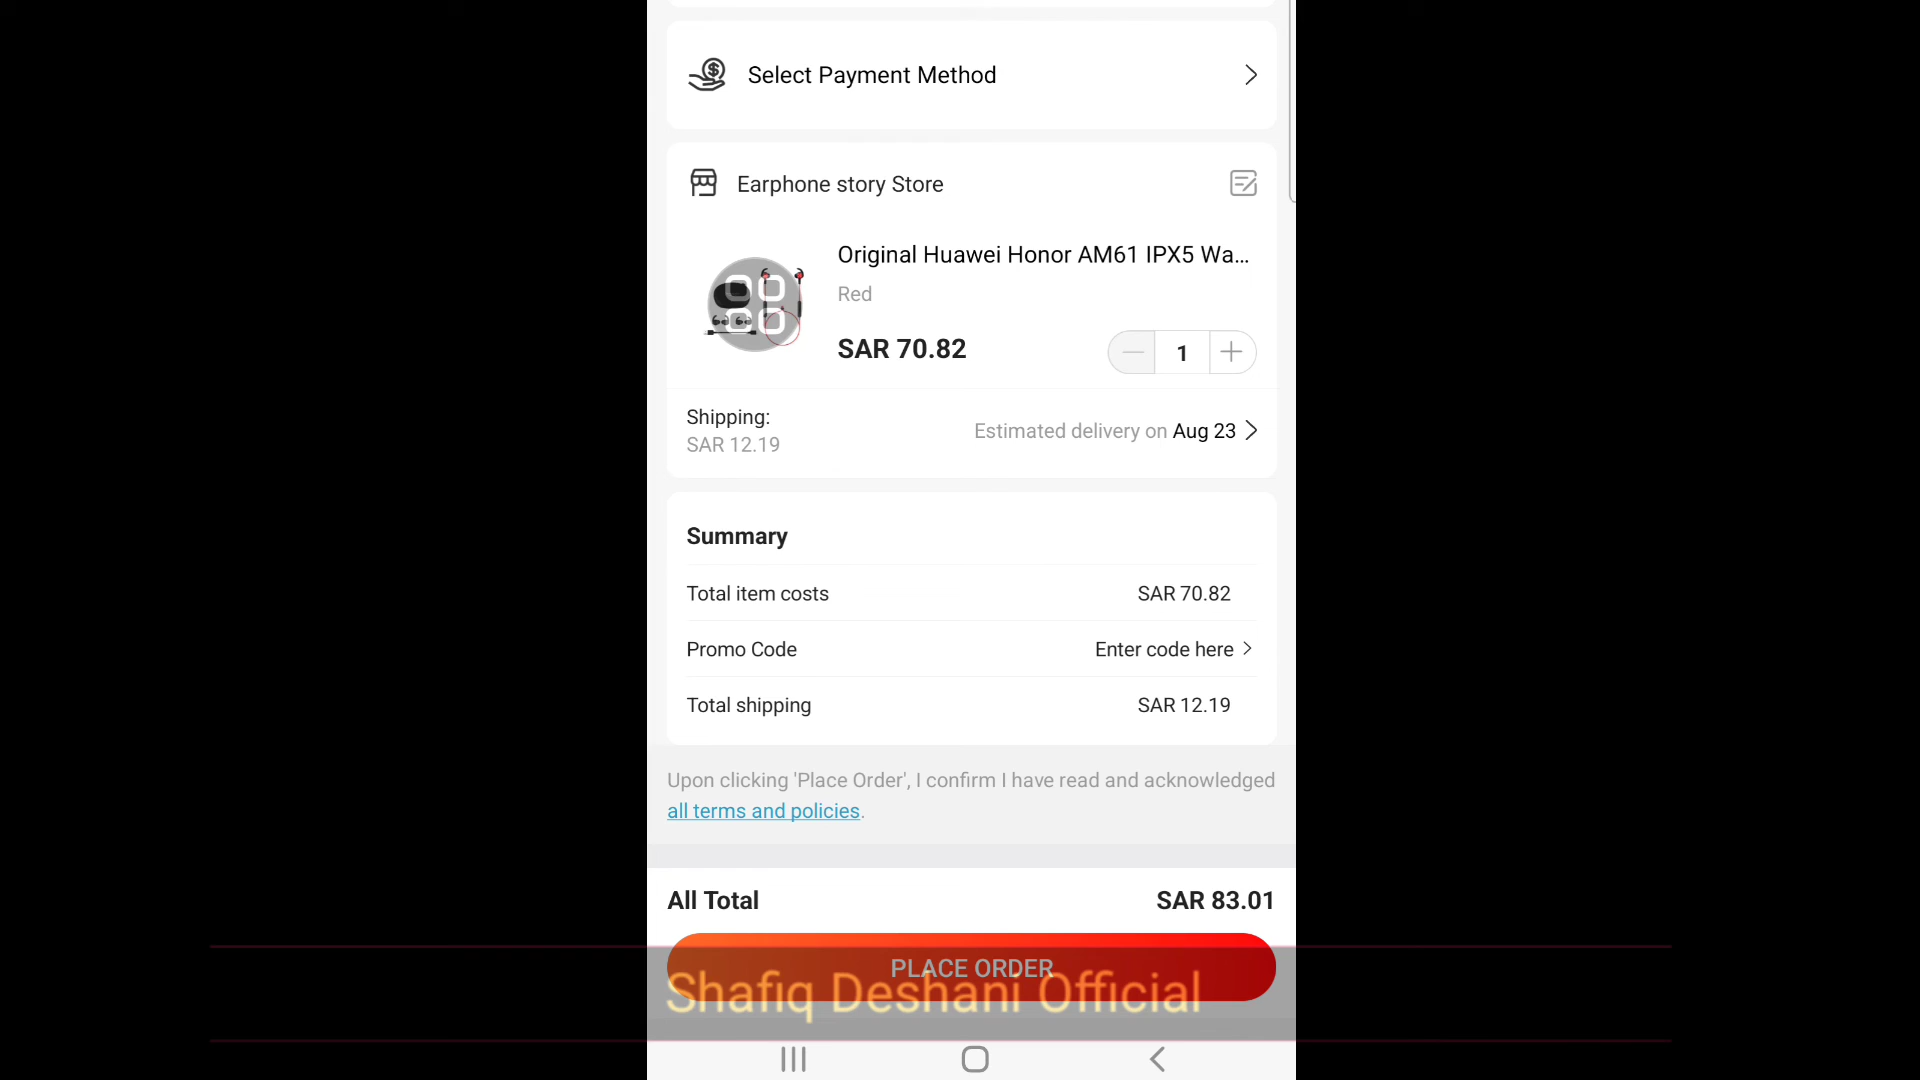 Select Payment Method
Earphone story Store
Original Huawei Honor AM61 IPX5 Wa...
Red
SAR 70.82
1
Shipping:
SAR 12.19
Estimated delivery on Aug 23
Summary
Total item costs SAR 70.82
Promo Code Enter code here
Total shipping SAR 12.19
Upon clicking 'Place Order', I confirm I have read and acknowledged
all terms and policies.
All Total SAR 83.01
PLACE ORDER
Shafiq Deshani Official